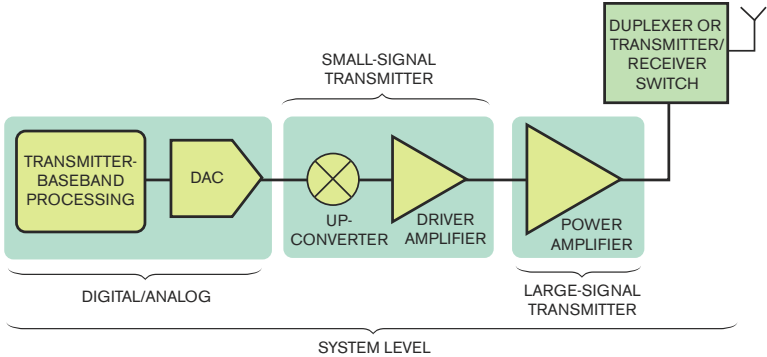 DUPLEXER OR
TRANSMITTER/
RECEIVER
SWITCH
SMALL-SIGNAL
TRANSMITTER
TRANSMITTER-
BASEBAND
PROCESSING
DAC
UP-
CONVERTER
DRIVER
AMPLIFIER
POWER
AMPLIFIER
DIGITAL/ANALOG
LARGE-SIGNAL
TRANSMITTER
SYSTEM LEVEL